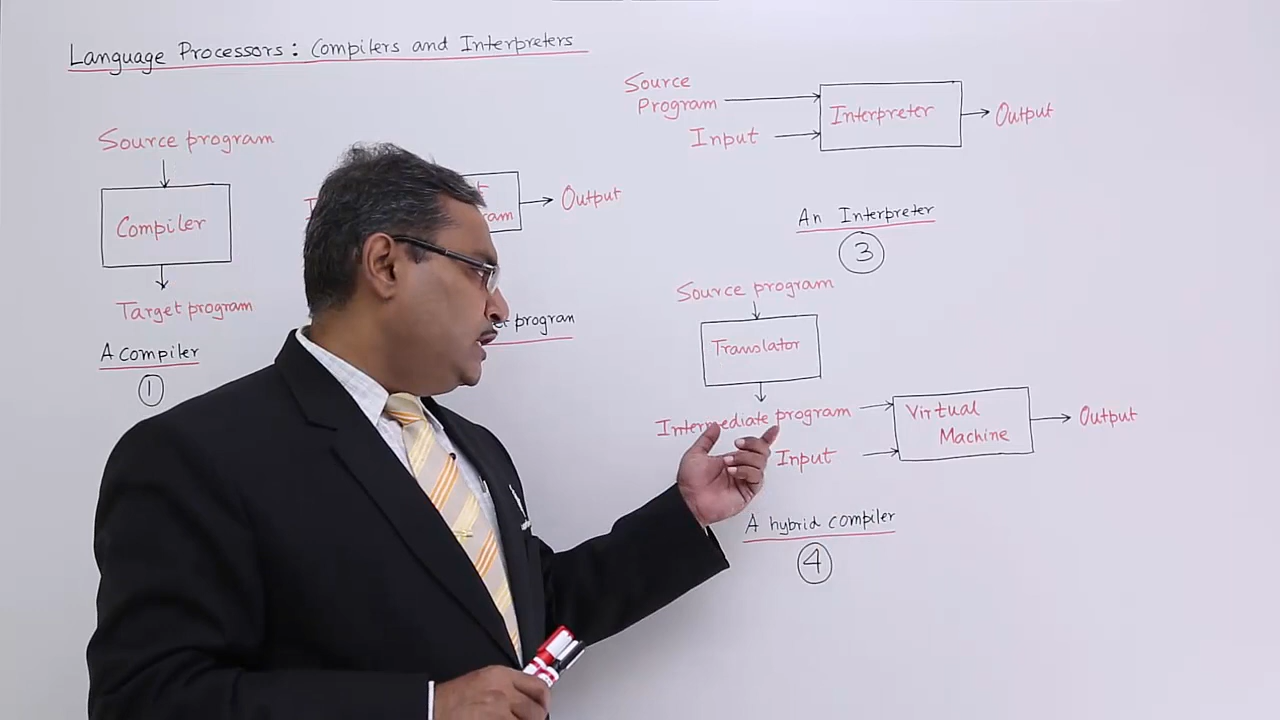 Language Processors: Compilers and Interpreters
Source program
Compiler
Target program
A compiler
1
Output
program
Source
Program
Input
Interpreter
Output
An Interpreter
3
Source program
Translator
Intermediate program
Input
Virtual
Machine
Output
A hybrid compiler
4